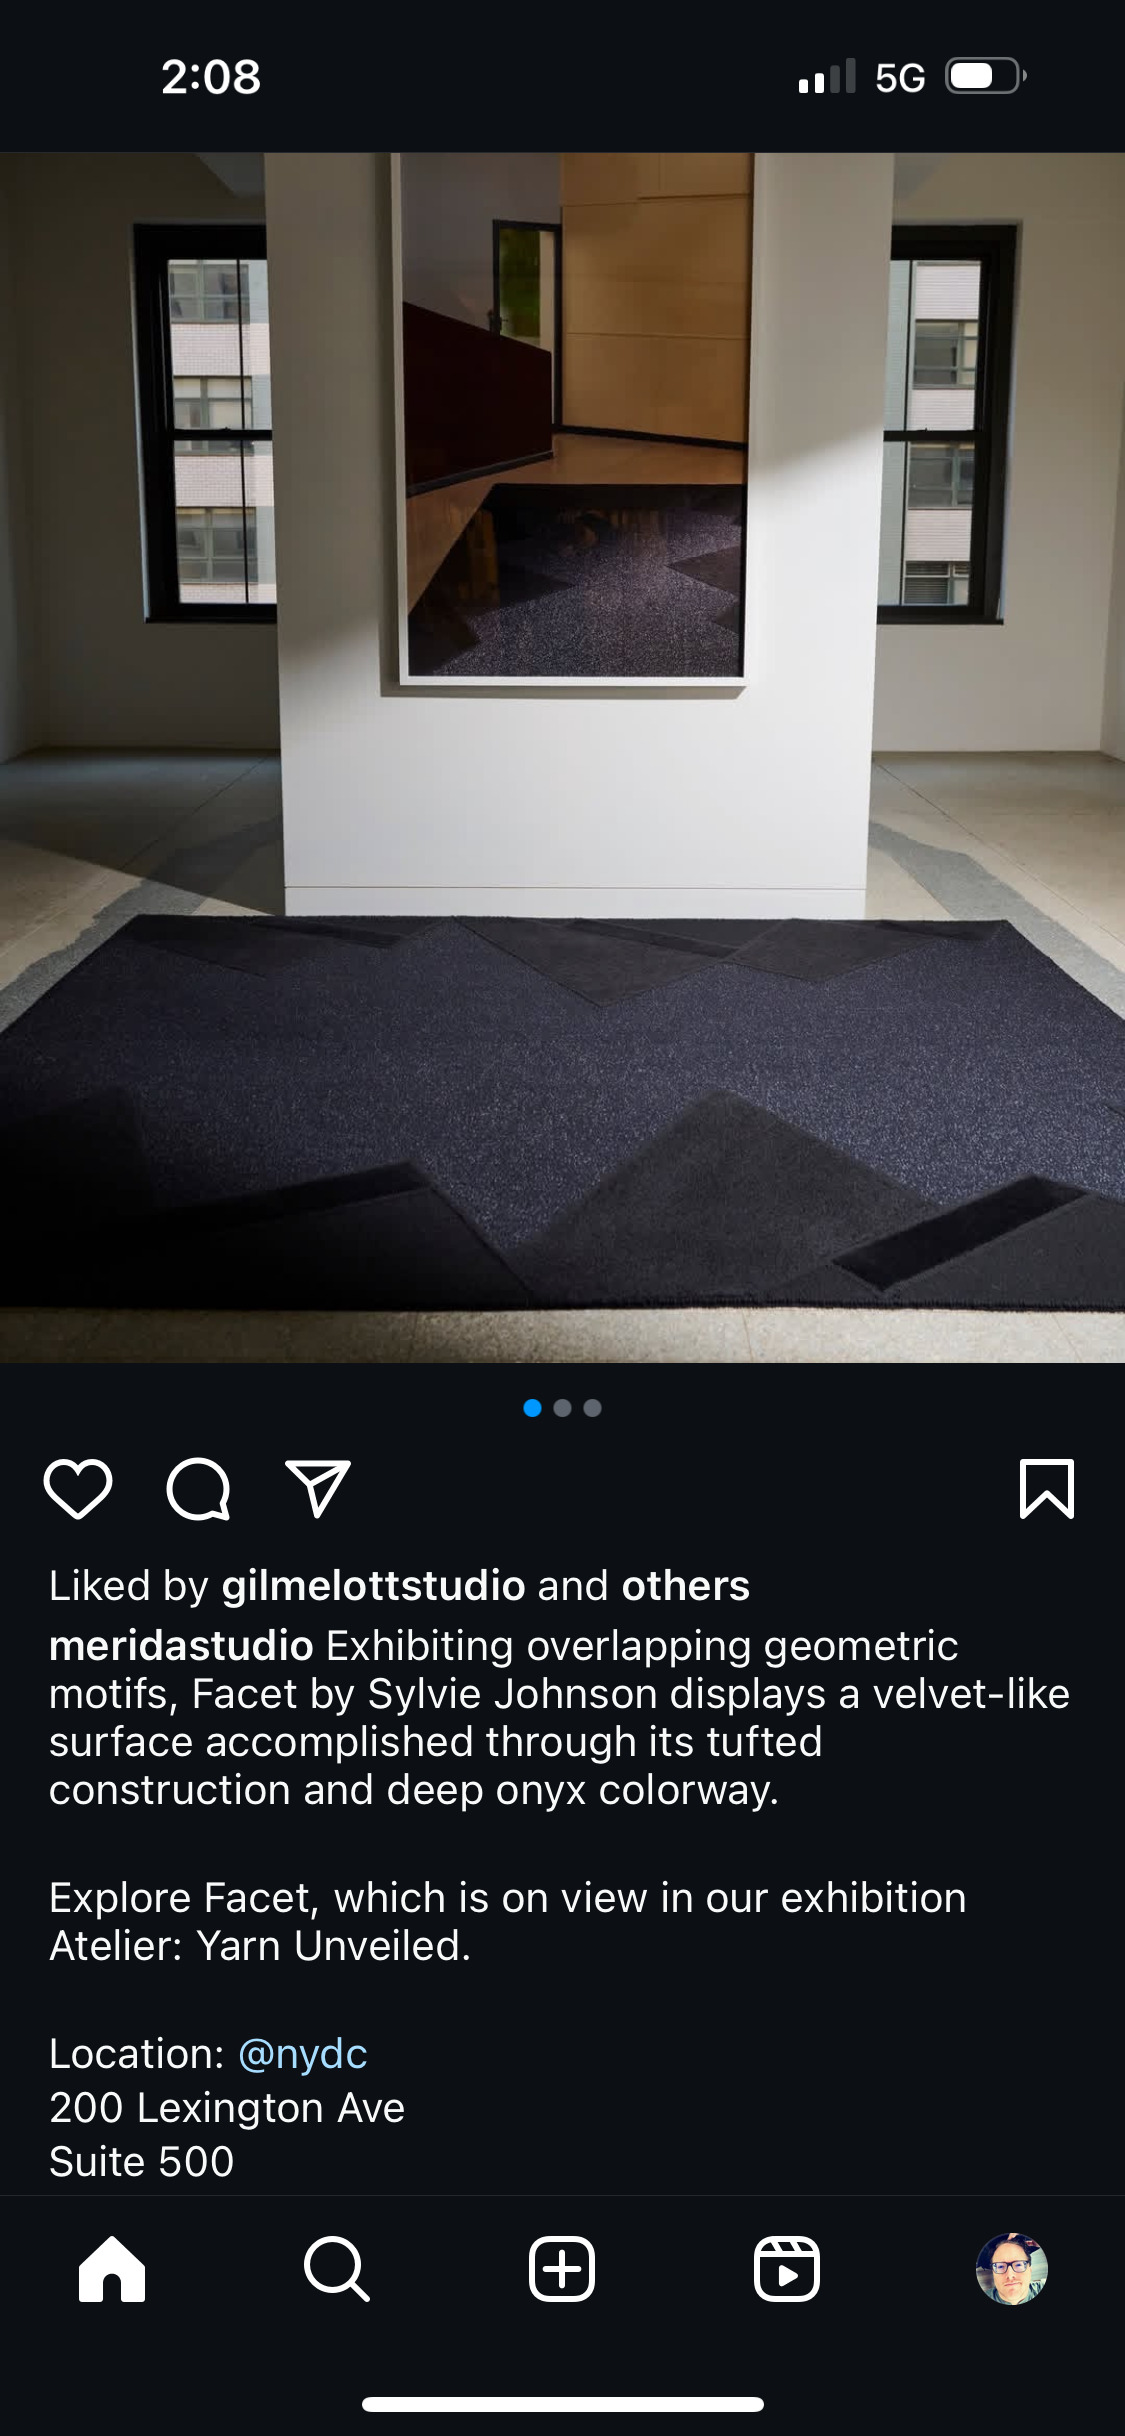 2:08
5G
Liked by gilmelottstudio and others
meridastudio Exhibiting overlapping geometric
motifs, Facet by Sylvie Johnson displays a velvet-like
surface accomplished through its tufted
construction and deep onyx colorway.
Explore Facet, which is on view in our exhibition
Atelier: Yarn Unveiled.
Location: @nydc
200 Lexington Ave
Suite 500